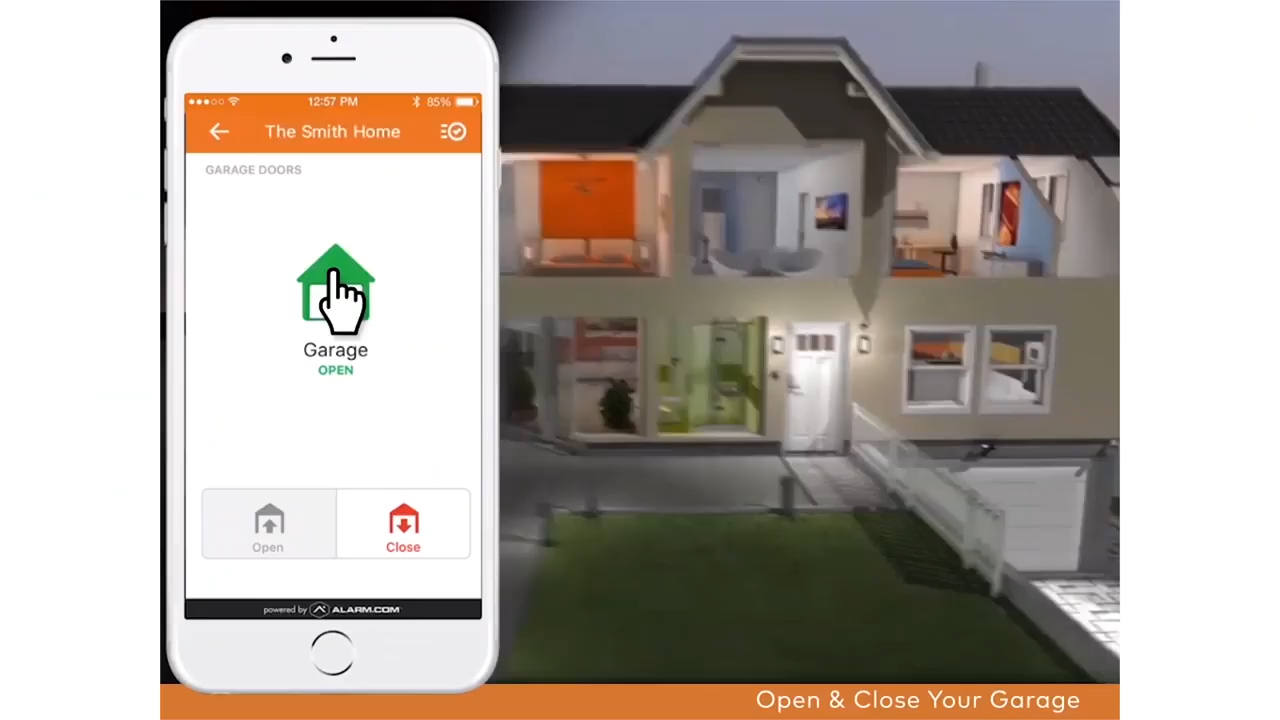 12:57 PM
85%
The Smith Home
GARAGE DOORS
Garage
OPEN
Open
Close
powered by ALARM.COM
Open & Close Your Garage